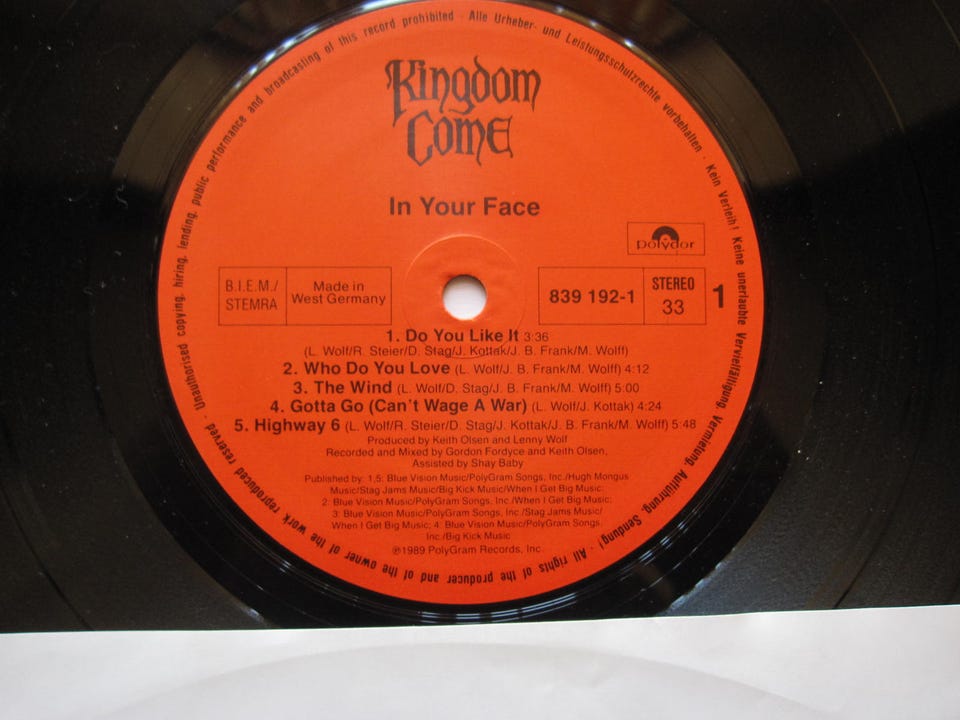 Kingdom
Come
In Your Face
polydor
B.I.E.M./
STEMRA
Made in
West Germany
839 192-1
STEREO
33
1
1. Do You Like It 3:36
(L. Wolf/R. Steier/D. Stag/J. Kottak/J. B. Frank/M. Wolff)
2. Who Do You Love (L. Wolf/J. B. Frank/M. Wolff) 4:12
3. The Wind (L. Wolf/D. Stag/J. B. Frank/M. Wolff) 5:00
4. Gotta Go (Can't Wage A War) (L. Wolf/J. Kottak) 4:24
5. Highway 6 (L. Wolf/R. Steier/D. Stag/J. Kottak/J. B. Frank/M. Wolff) 5:48
Produced by Keith Olsen and Lenny Wolf
Recorded and Mixed by Gordon Fordyce and Keith Olsen,
Assisted by Shay Baby
Published by: 1,5: Blue Vision Music/PolyGram Songs, Inc./Hugh Mongus
Music/Stag Jams Music/Big Kick Music/When I Get Big Music;
2: Blue Vision Music/PolyGram Songs, Inc./When I Get Big Music;
3: Blue Vision Music/PolyGram Songs, Inc./Stag Jams Music/
When I Get Big Music; 4: Blue Vision Music/PolyGram Songs,
Inc./Big Kick Music
℗1989 PolyGram Records, Inc.
Alle Urheber- und Leistungsschutzrechte vorbehalten · Kein Verleih! Keine unerlaubte Vervielfältigung, Vermietung, Aufführung, Sendung! · All rights of the producer and of the owner of the work reproduced reserved · Unauthorised copying, hiring, lending, public performance and broadcasting of this record prohibited ·